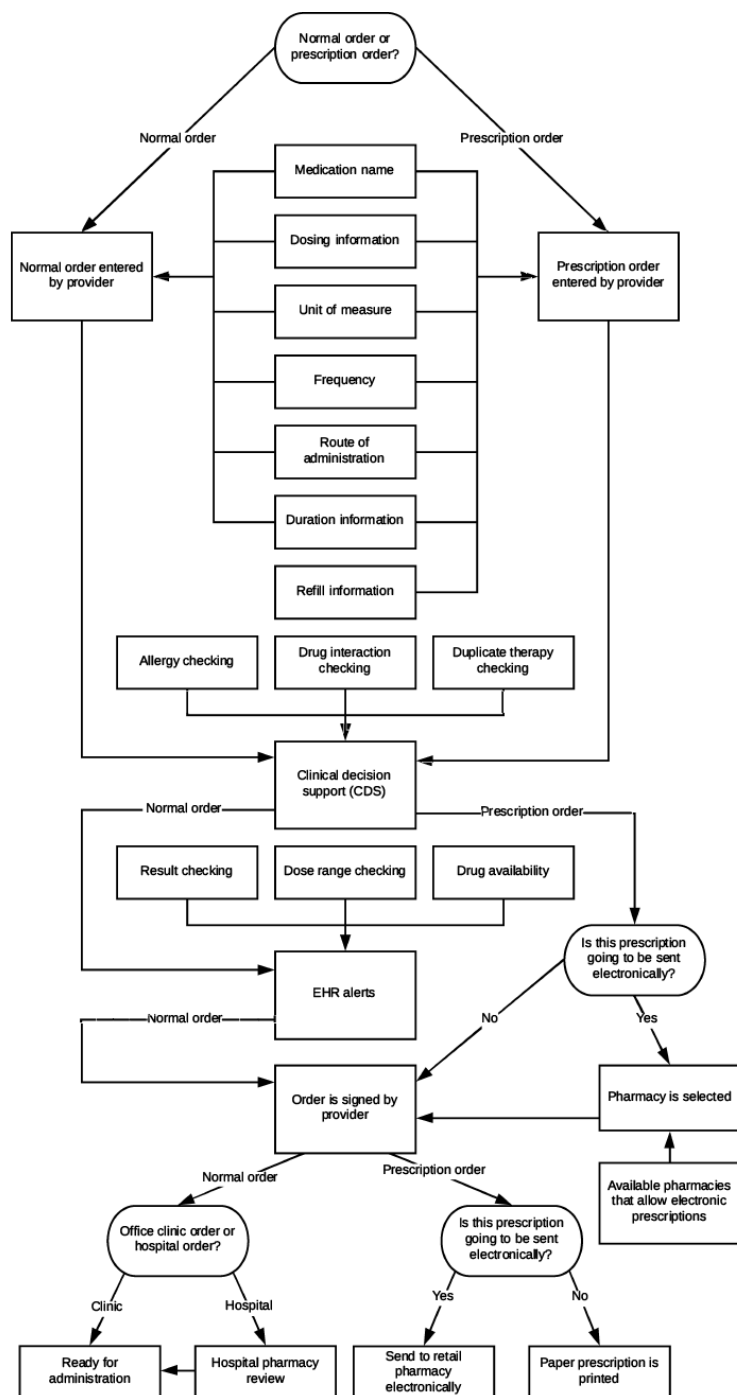 Normal order or
prescription order?
Normal order
Prescription order
Medication name
Dosing information
Normal order entered
by provider
Prescription order
entered by provider
Unit of measure
Frequency
Route of
administration
Duration information
Refill information
Allergy checking
Drug interaction
checking
Duplicate therapy
checking
Clinical decision
support (CDS)
Normal order
Prescription order
Result checking
Dose range checking
Drug availability
Is this prescription
going to be sent
electronically?
EHR alerts
Normal order
No
Yes
Order is signed by
provider
Pharmacy is selected
Normal order
Prescription order
Available pharmacies
that allow electronic
prescriptions
Office clinic order or
hospital order?
Is this prescription
going to be sent
electronically?
Clinic
Hospital
Yes
No
Ready for
administration
Hospital pharmacy
review
Send to retail
pharmacy
electronically
Paper prescription is
printed